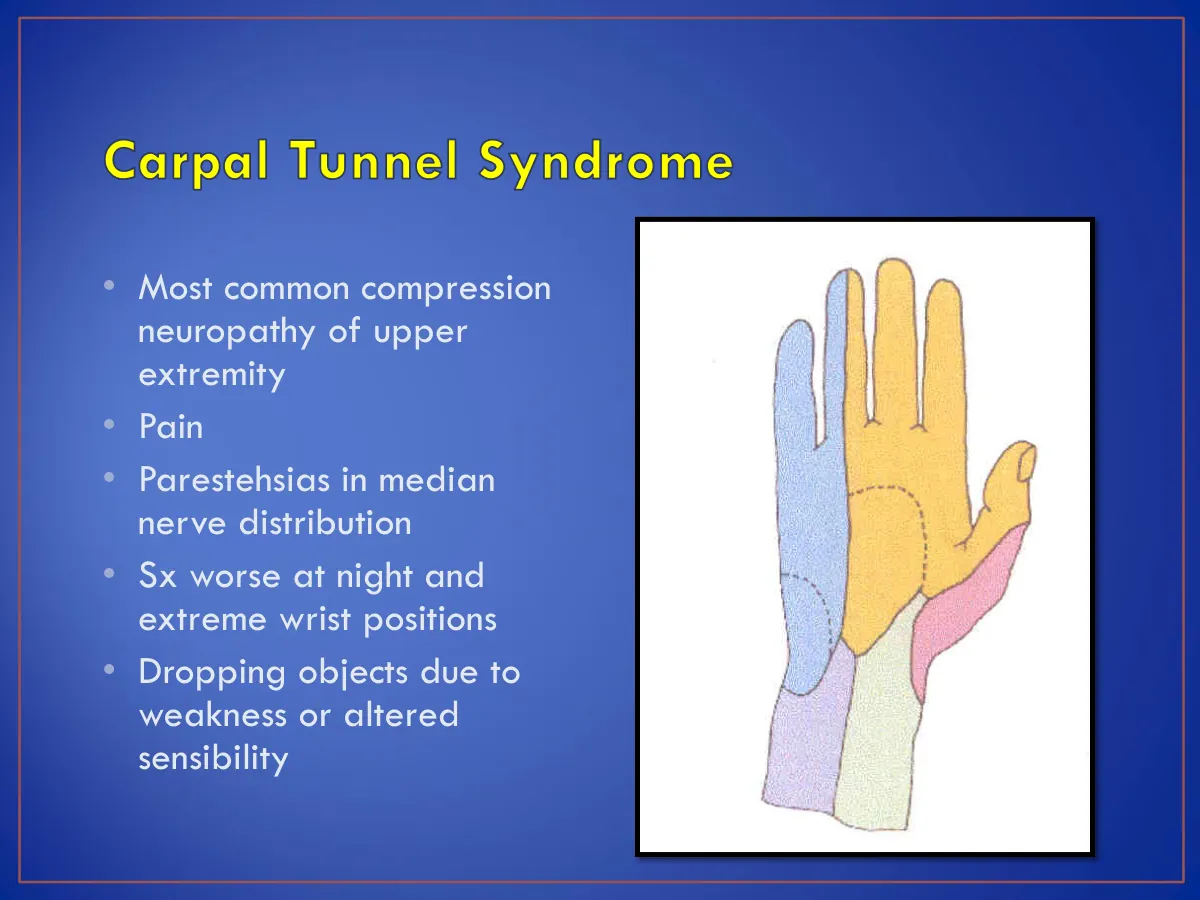 Carpal Tunnel Syndrome
• Most common compression
neuropathy of upper
extremity
• Pain
• Parestehsias in median
nerve distribution
• Sx worse at night and
extreme wrist positions
• Dropping objects due to
weakness or altered
sensibility